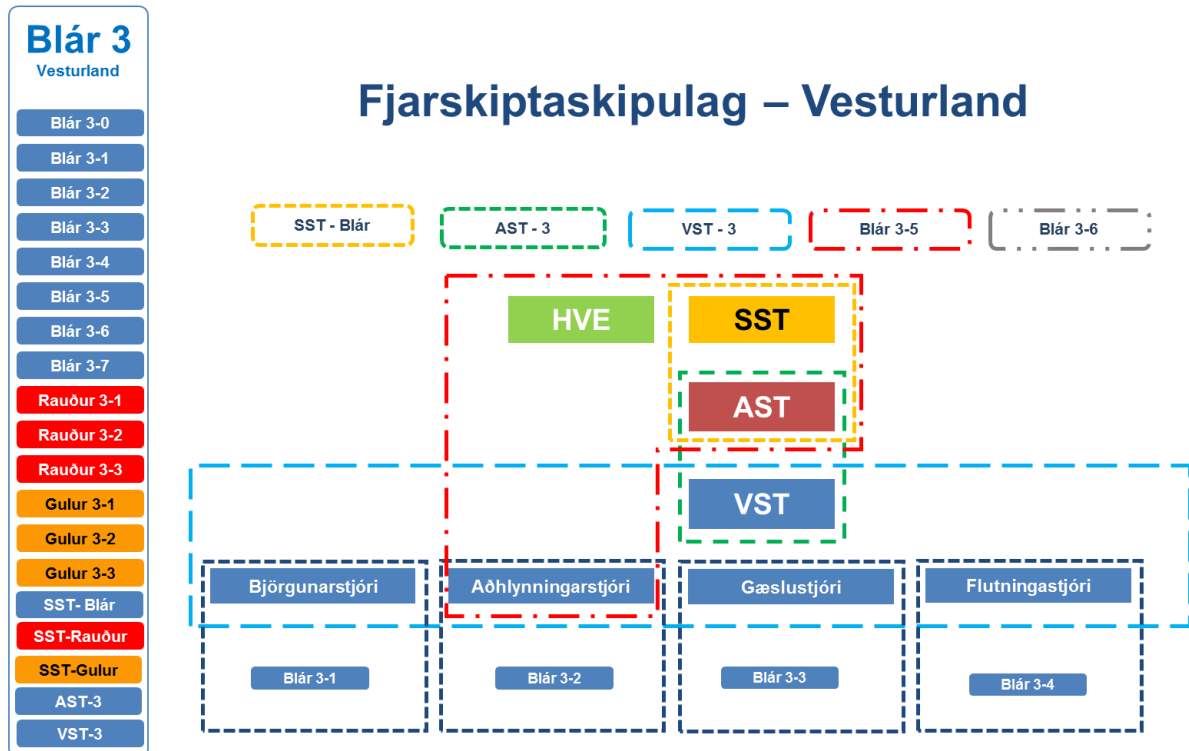 Blár 3
Vesturland
Blár 3-0
Blár 3-1
Blár 3-2
Blár 3-3
Blár 3-4
Blár 3-5
Blár 3-6
Blár 3-7
Rauður 3-1
Rauður 3-2
Rauður 3-3
Gulur 3-1
Gulur 3-2
Gulur 3-3
SST- Blár
SST-Rauður
SST-Gulur
AST-3
VST-3
Fjarskiptaskipulag – Vesturland
SST - Blár
AST - 3
VST - 3
Blár 3-5
Blár 3-6
HVE
SST
AST
VST
Björgunarstjóri
Aðhlynningarstjóri
Gæslustjóri
Flutningastjóri
Blár 3-1
Blár 3-2
Blár 3-3
Blár 3-4